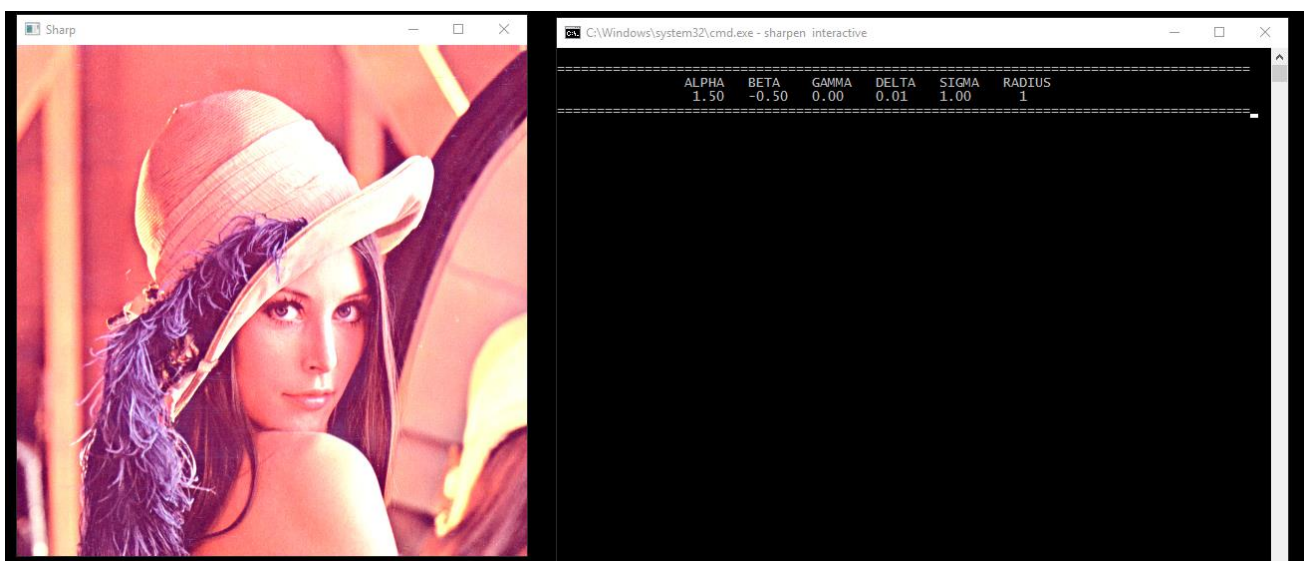 Sharp
C:\Windows\system32\cmd.exe - sharpen interactive
================================================================================
ALPHA BETA GAMMA DELTA SIGMA RADIUS
1.50 -0.50 0.00 0.01 1.00 1
================================================================================